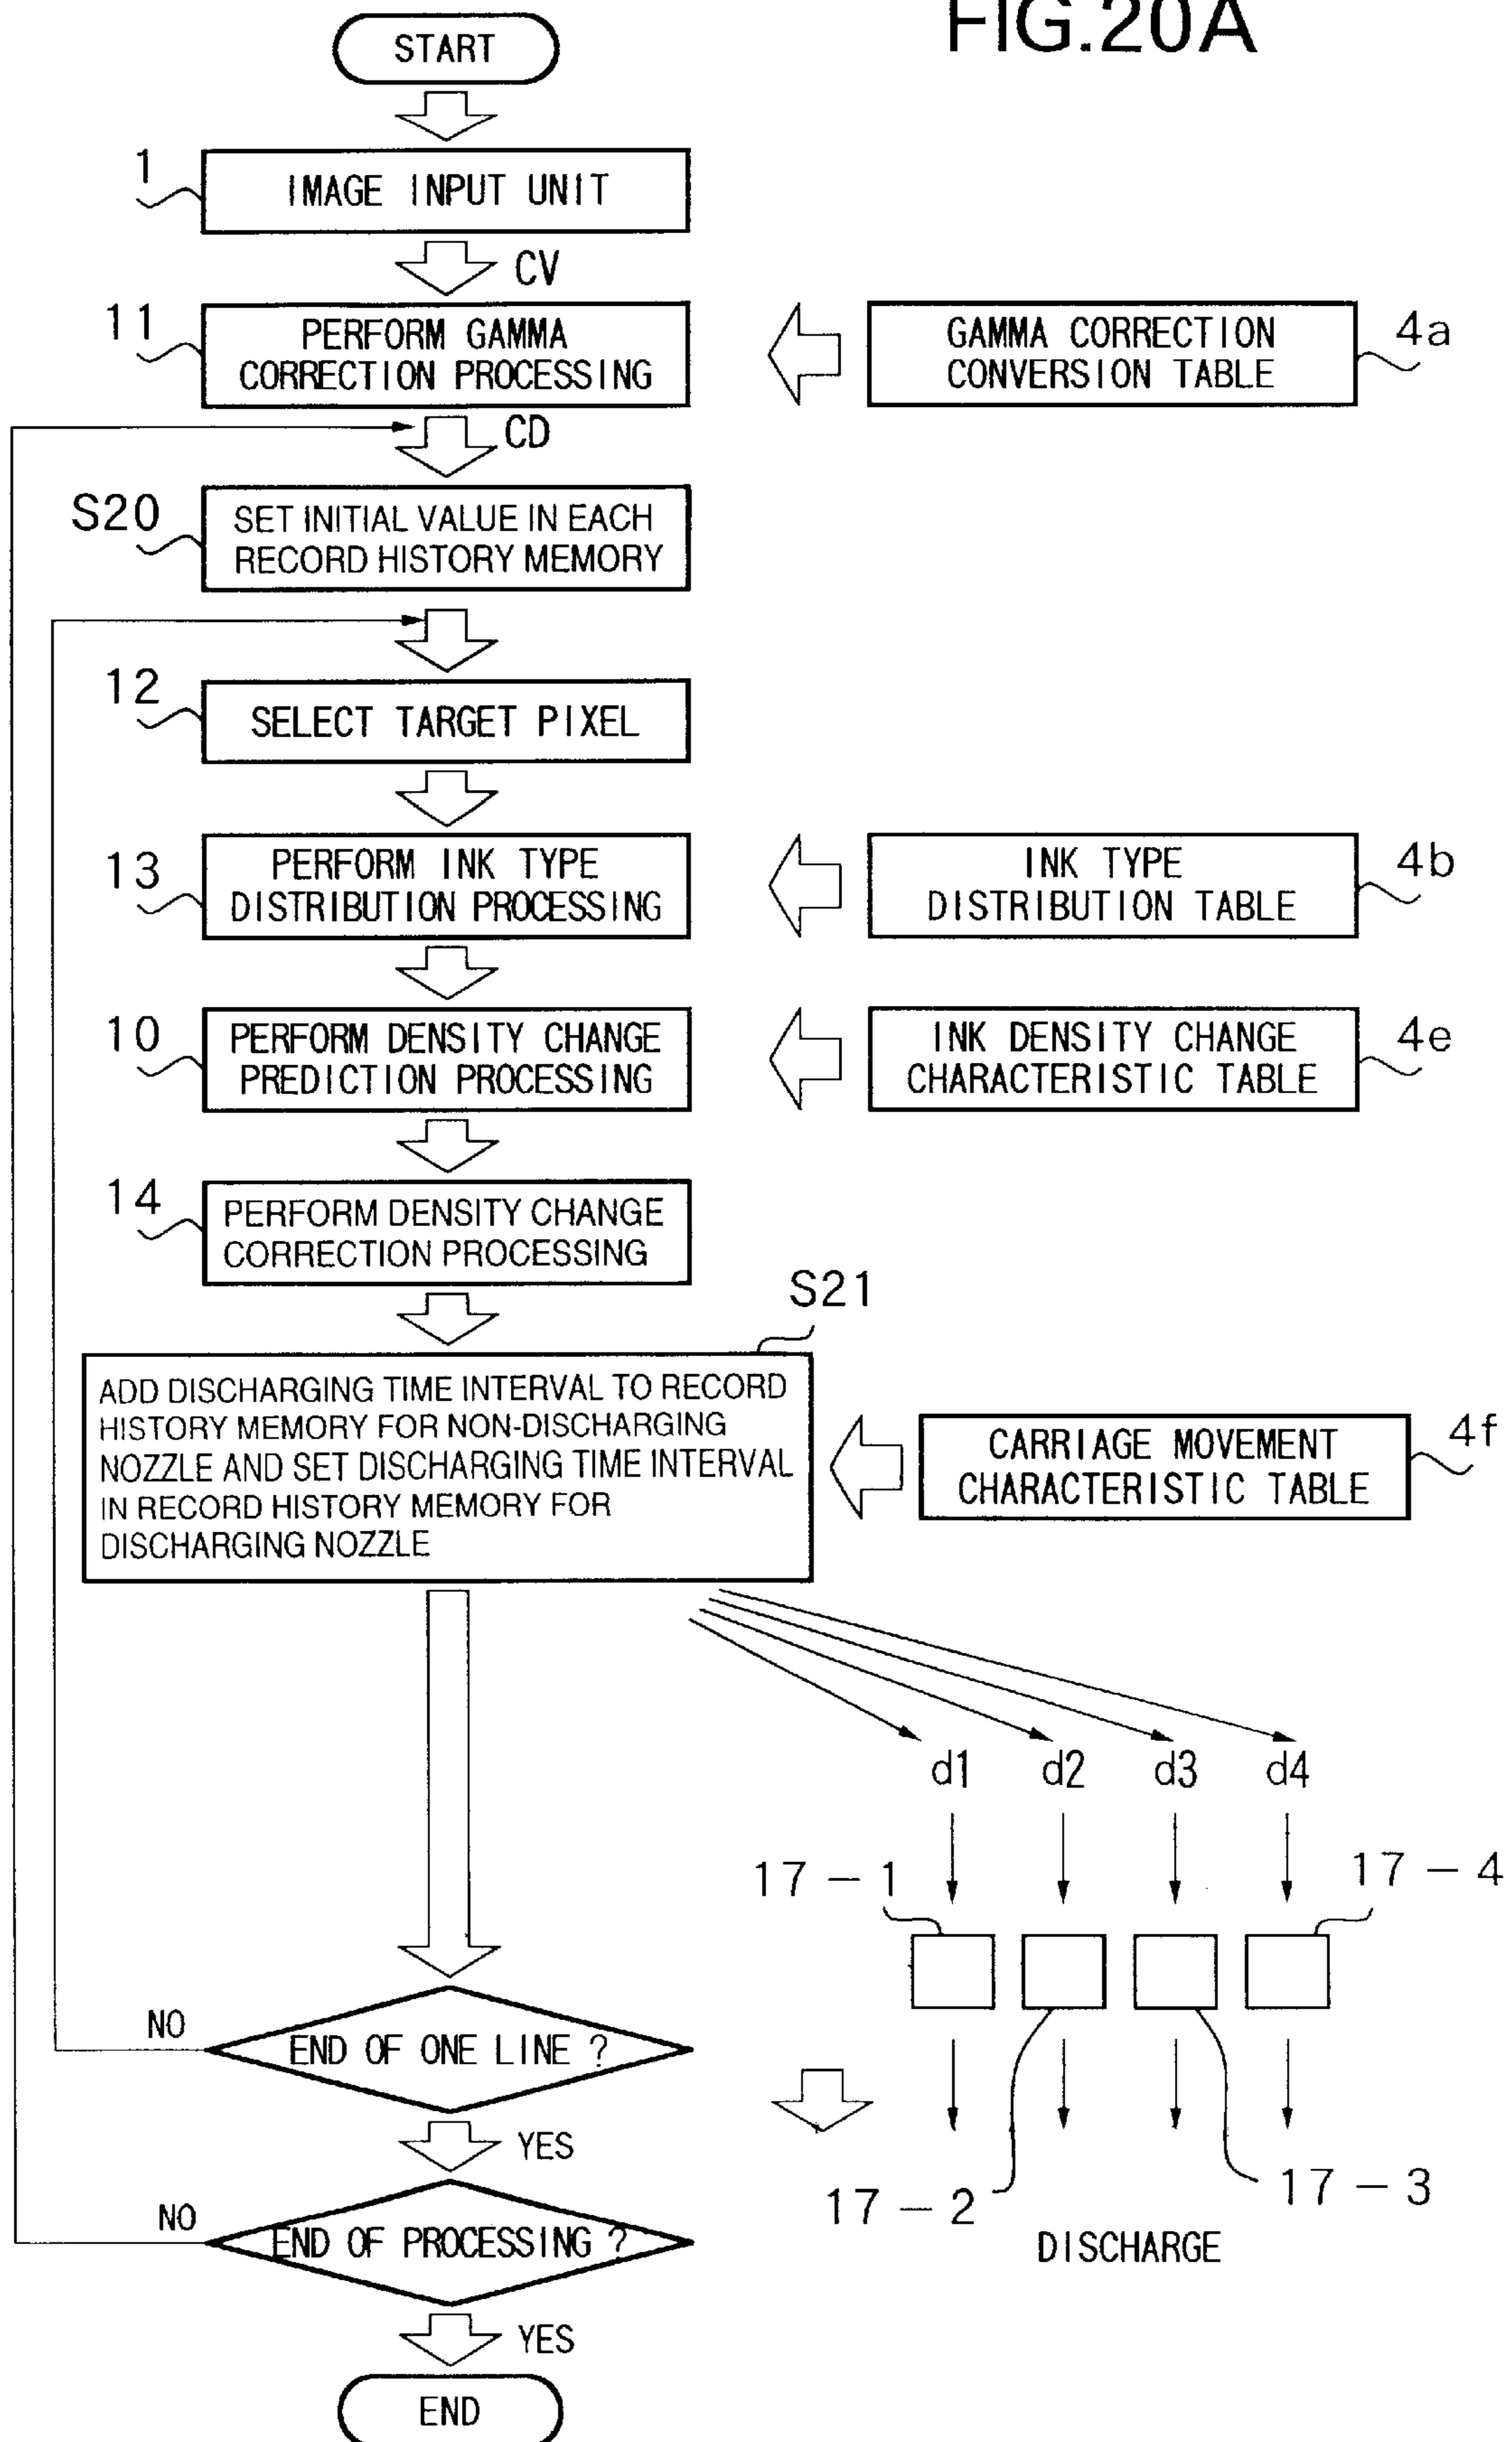 FIG.20A
START
1
IMAGE INPUT UNIT
CV
11
PERFORM GAMMA
CORRECTION PROCESSING
GAMMA CORRECTION
CONVERSION TABLE
4a
CD
S20
SET INITIAL VALUE IN EACH
RECORD HISTORY MEMORY
12
SELECT TARGET PIXEL
13
PERFORM INK TYPE
DISTRIBUTION PROCESSING
INK TYPE
DISTRIBUTION TABLE
4b
10
PERFORM DENSITY CHANGE
PREDICTION PROCESSING
INK DENSITY CHANGE
CHARACTERISTIC TABLE
4e
14
PERFORM DENSITY CHANGE
CORRECTION PROCESSING
S21
ADD DISCHARGING TIME INTERVAL TO RECORD
HISTORY MEMORY FOR NON-DISCHARGING
NOZZLE AND SET DISCHARGING TIME INTERVAL
IN RECORD HISTORY MEMORY FOR
DISCHARGING NOZZLE
CARRIAGE MOVEMENT
CHARACTERISTIC TABLE
4f
d1 d2 d3 d4
17-1
17-4
NO
END OF ONE LINE ?
YES
17-2
17-3
NO
END OF PROCESSING ?
DISCHARGE
YES
END